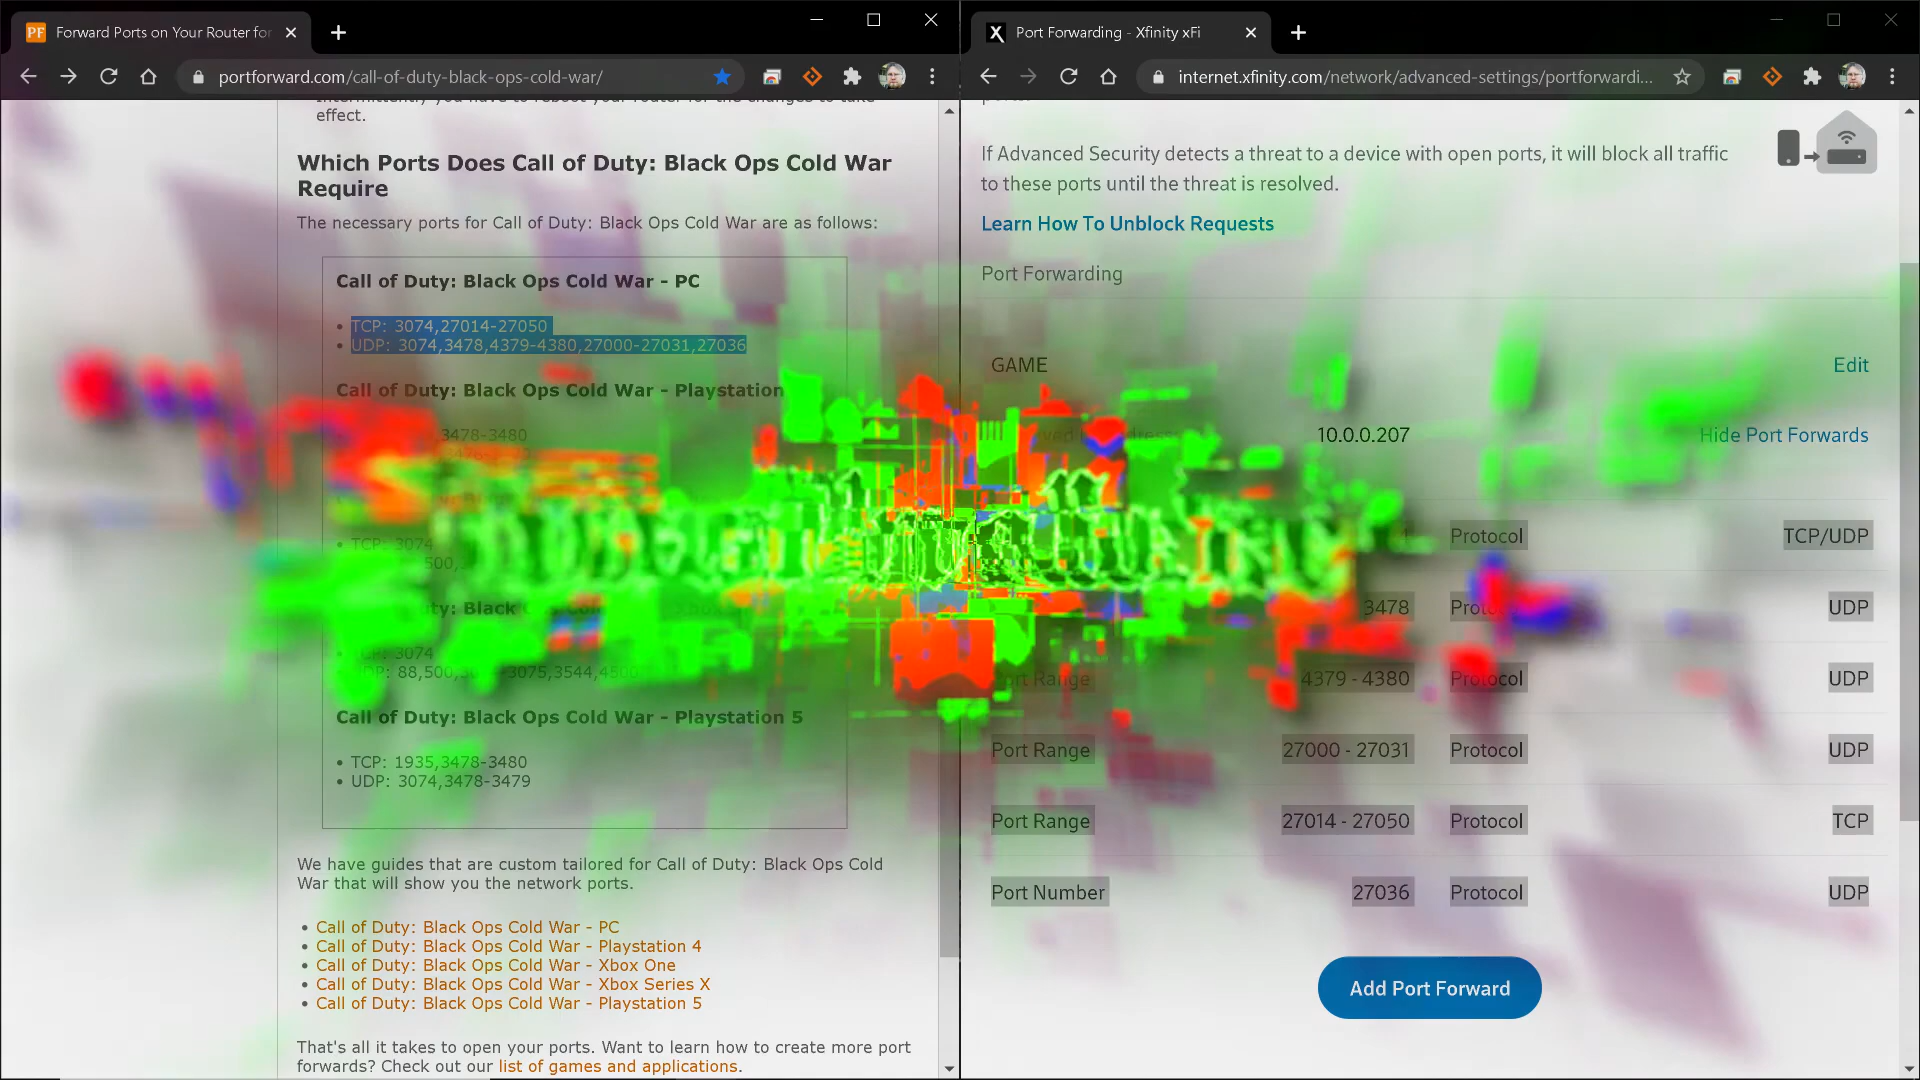 Forward Ports on Your Router for
portforward.com/call-of-duty-black-ops-cold-war/
effect.
Which Ports Does Call of Duty: Black Ops Cold War
Require
The necessary ports for Call of Duty: Black Ops Cold War are as follows:
Call of Duty: Black Ops Cold War - PC
TCP: 3074,27014-27050
UDP: 3074,3478,4379-4380,27000-27031,27036
Call of Duty: Black Ops Cold War - Playstation
3478-3480
TCP: 3074
TCP: 3074
UDP: 88,500,
3075,3544,4500
Call of Duty: Black Ops Cold War - Playstation 5
TCP: 1935,3478-3480
UDP: 3074,3478-3479
We have guides that are custom tailored for Call of Duty: Black Ops Cold
War that will show you the network ports.
Call of Duty: Black Ops Cold War - PC
Call of Duty: Black Ops Cold War - Playstation 4
Call of Duty: Black Ops Cold War - Xbox One
Call of Duty: Black Ops Cold War - Xbox Series X
Call of Duty: Black Ops Cold War - Playstation 5
That's all it takes to open your ports. Want to learn how to create more port
forwards? Check out our list of games and applications.
Port Forwarding - Xfinity xFi
internet.xfinity.com/network/advanced-settings/portforwardi...
If Advanced Security detects a threat to a device with open ports, it will block all traffic
to these ports until the threat is resolved.
Learn How To Unblock Requests
Port Forwarding
GAME Edit
10.0.0.207 Hide Port Forwards
Protocol TCP/UDP
3478 UDP
Port Range 4379 - 4380 Protocol UDP
Port Range 27000 - 27031 Protocol UDP
Port Range 27014 - 27050 Protocol TCP
Port Number 27036 Protocol UDP
Add Port Forward